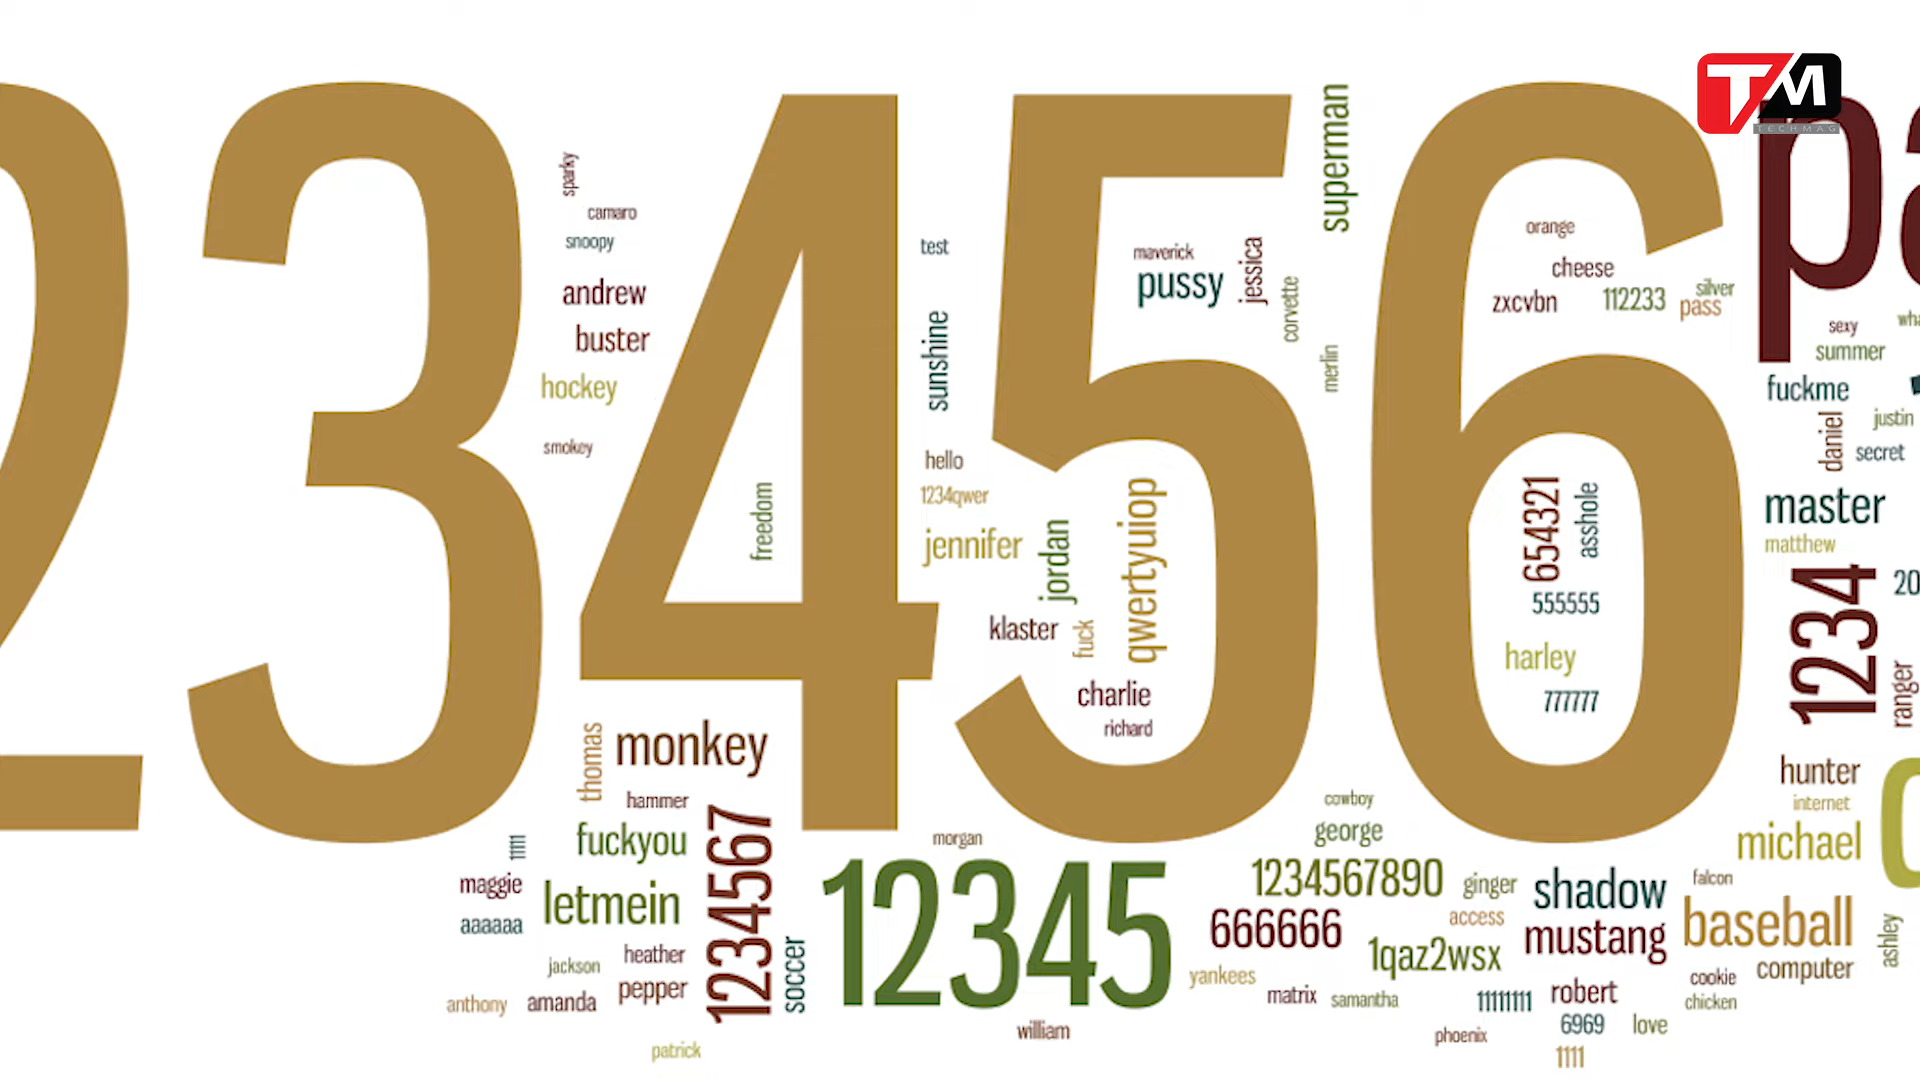 23456
TM
TECHMAG
pa
superman
sparky
camaro
snoopy
test
maverick
pussy
jessica
corvette
orange
cheese
zxcvbn
112233
silver
pass
andrew
buster
hockey
smokey
sunshine
merlin
sexy
summer
fuckme
justin
daniel
secret
freedom
hello
1234qwer
jennifer
jordan
qwertyuiop
klaster
fuck
charlie
richard
654321
asshole
555555
harley
777777
master
matthew
1234
20
ranger
thomas
monkey
hammer
fuckyou
1234567
11111
maggie
letmein
aaaaaa
heather
jackson
pepper
anthony
amanda
soccer
patrick
morgan
12345
william
cowboy
george
1234567890
ginger
666666
access
1qaz2wsx
yankees
matrix
samantha
phoenix
11111111
shadow
mustang
robert
6969
love
1111
hunter
internet
michael
falcon
baseball
ashley
computer
cookie
chicken